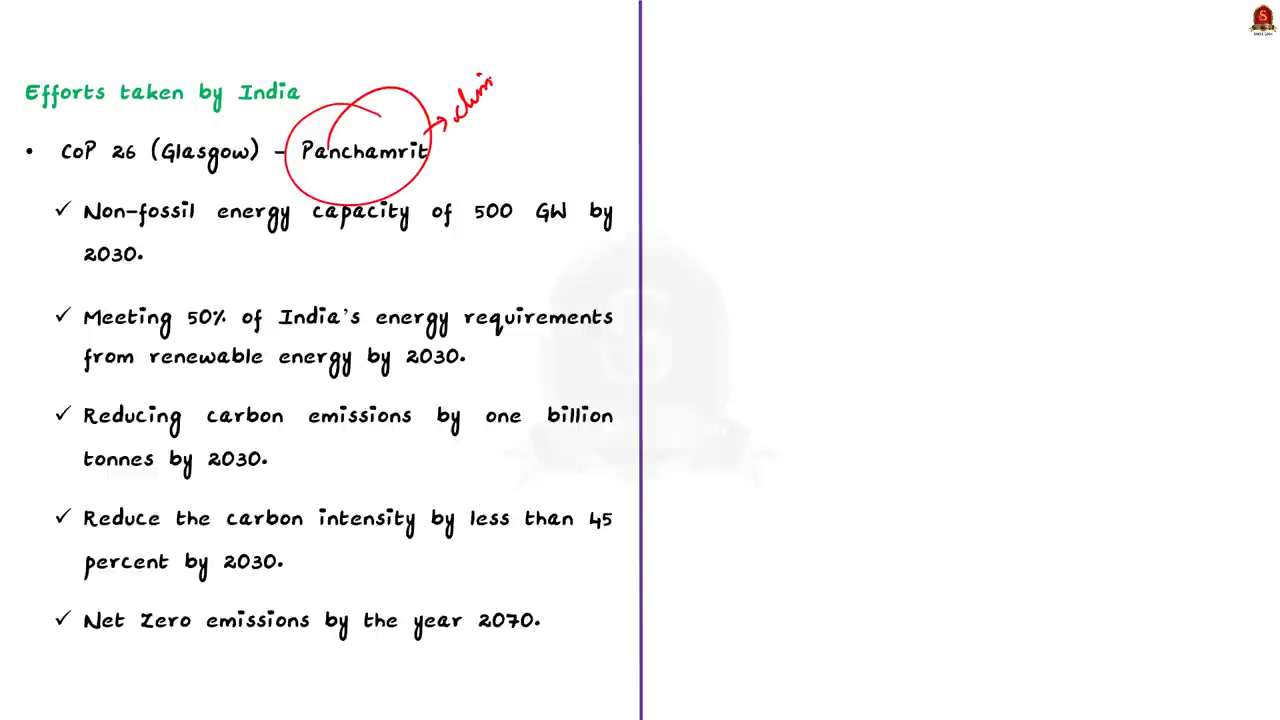 Efforts taken by India
• CoP 26 (Glasgow) - Panchamrit
✓ Non-fossil energy capacity of 500 GW by
2030.
✓ Meeting 50% of India's energy requirements
from renewable energy by 2030.
✓ Reducing carbon emissions by one billion
tonnes by 2030.
✓ Reduce the carbon intensity by less than 45
percent by 2030.
✓ Net Zero emissions by the year 2070.